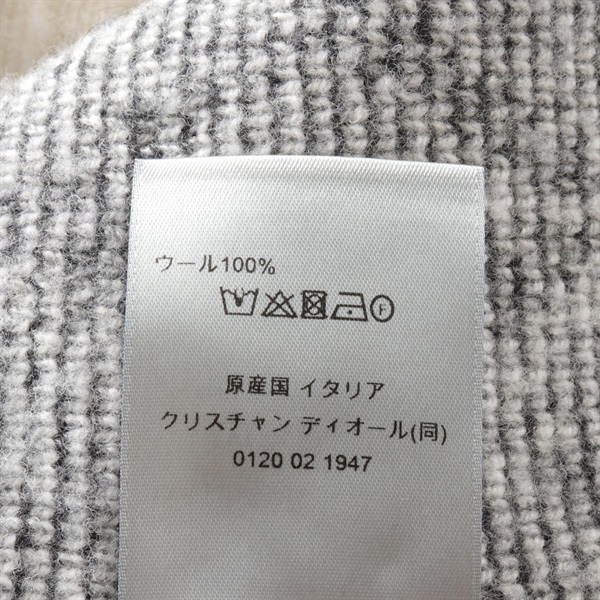 ウール100%
F
原産国 イタリア
クリスチャン ディオール(同)
0120 02 1947